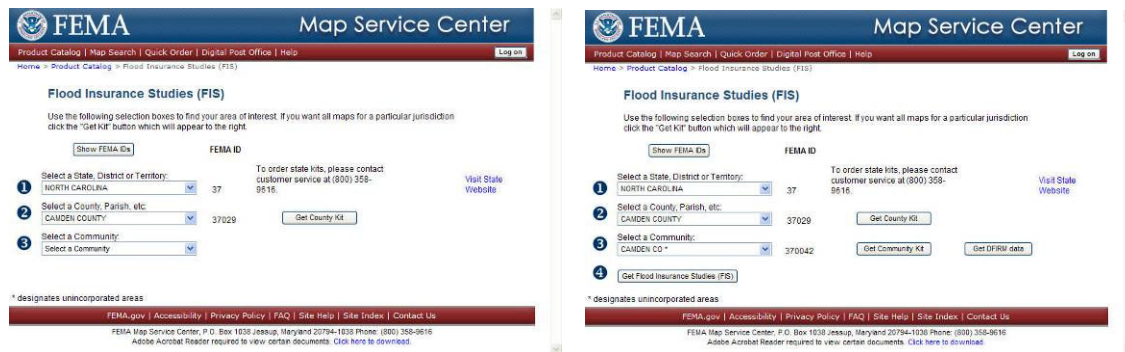 FEMA Map Service Center
Product Catalog | Map Search | Quick Order | Digital Post Office | Help Log on
Home > Product Catalog > Flood Insurance Studies (FIS)
Flood Insurance Studies (FIS)
Use the following selection boxes to find your area of interest. If you want all maps for a particular jurisdiction
click the "Get Kit" button which will appear to the right.
Show FEMA IDs FEMA ID
Select a State, District or Territory:
1 NORTH CAROLINA 37
To order state kits, please contact
customer service at (800) 358-
9616.
Visit State
Website
Select a County, Parish, etc:
2 CAMDEN COUNTY 37029 Get County Kit
Select a Community:
3 Select a Community
* designates unincorporated areas
FEMA.gov | Accessibility | Privacy Policy | FAQ | Site Help | Site Index | Contact Us
FEMA Map Service Center, P.O. Box 1038 Jessup, Maryland 20794-1038 Phone: (800) 358-9616
Adobe Acrobat Reader required to view certain documents. Click here to download.
FEMA Map Service Center
Product Catalog | Map Search | Quick Order | Digital Post Office | Help Log on
Home > Product Catalog > Flood Insurance Studies (FIS)
Flood Insurance Studies (FIS)
Use the following selection boxes to find your area of interest. If you want all maps for a particular jurisdiction
click the "Get Kit" button which will appear to the right.
Show FEMA IDs FEMA ID
Select a State, District or Territory:
1 NORTH CAROLINA 37
To order state kits, please contact
customer service at (800) 358-
9616.
Visit State
Website
Select a County, Parish, etc:
2 CAMDEN COUNTY 37029 Get County Kit
Select a Community:
3 CAMDEN CO * 370042 Get Community Kit Get DFIRM data
4 Get Flood Insurance Studies (FIS)
* designates unincorporated areas
FEMA.gov | Accessibility | Privacy Policy | FAQ | Site Help | Site Index | Contact Us
FEMA Map Service Center, P.O. Box 1038 Jessup, Maryland 20794-1038 Phone: (800) 358-9616
Adobe Acrobat Reader required to view certain documents. Click here to download.